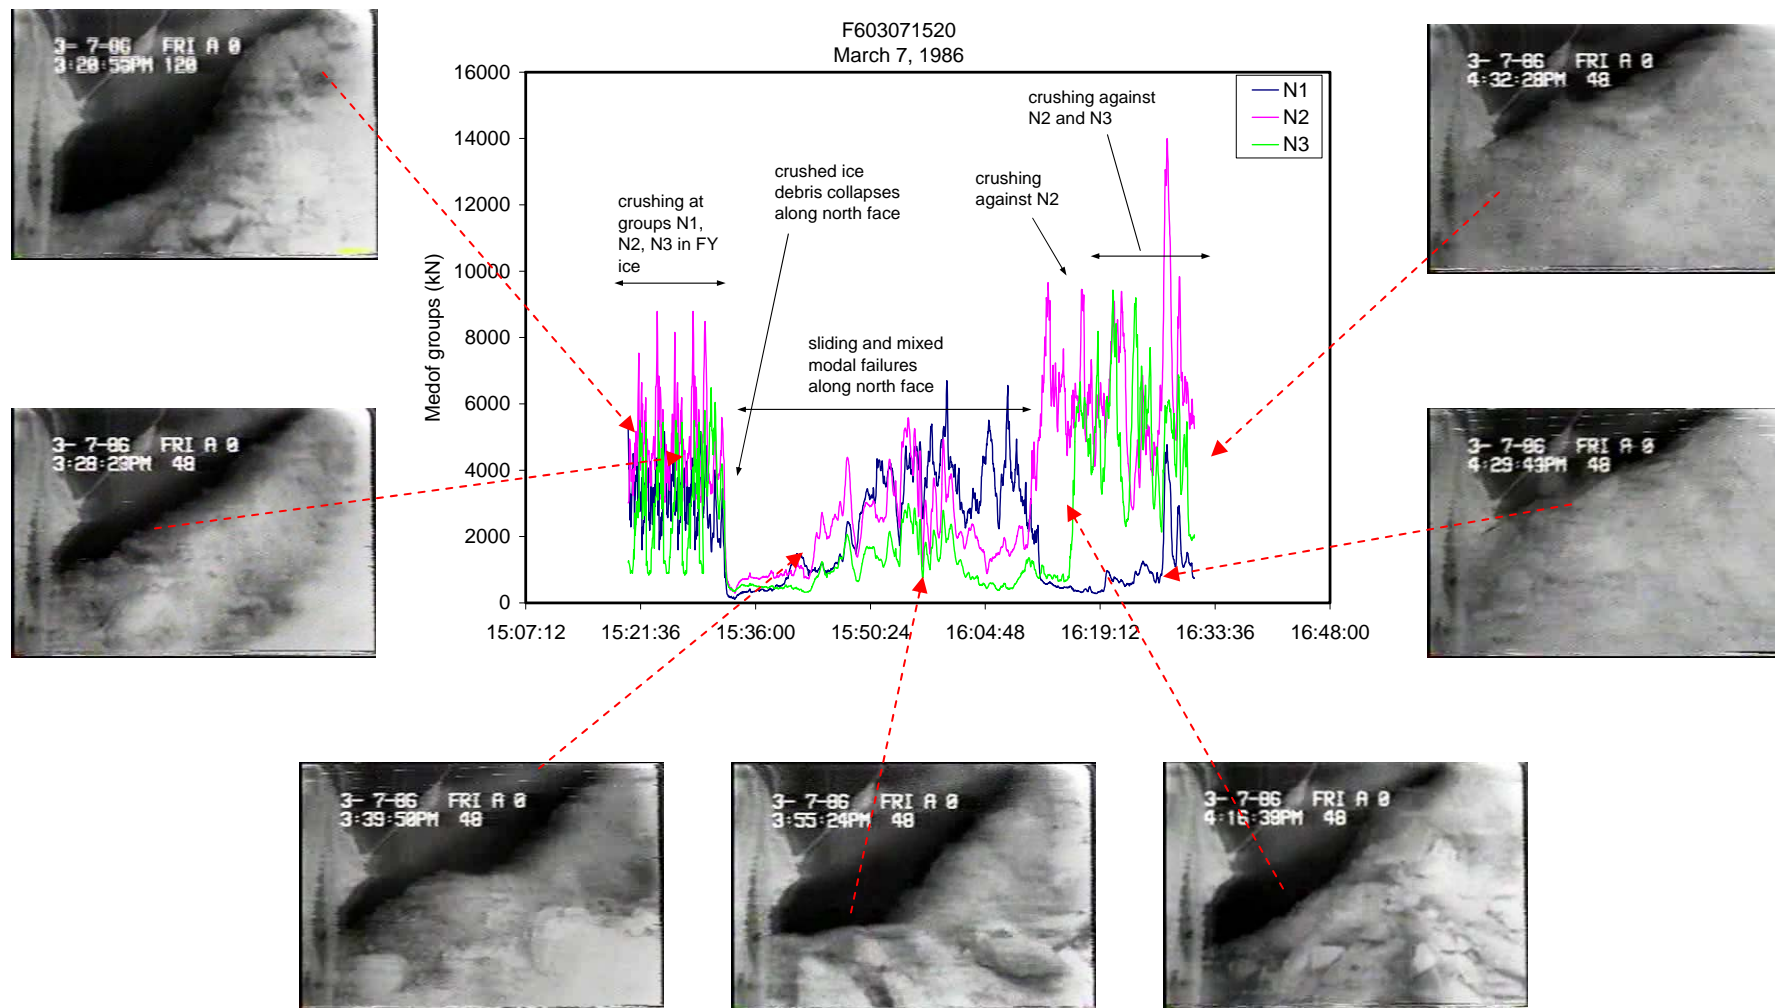 F603071520
March 7, 1986
3- 7-86 FRI A 0
3:20:55PM 120
3- 7-86 FRI A 0
4:32:28PM 48
16000
14000
12000
10000
8000
6000
4000
2000
0
Medof groups (kN)
N1
N2
N3
crushing against
N2 and N3
crushed ice
debris collapses
along north face
crushing
against N2
crushing at
groups N1,
N2, N3 in FY
ice
sliding and mixed
modal failures
along north face
3- 7-86 FRI A 0
3:28:23PM 48
3- 7-86 FRI A 0
4:29:43PM 48
15:07:12 15:21:36 15:36:00 15:50:24 16:04:48 16:19:12 16:33:36 16:48:00
3- 7-86 FRI A 0
3:39:50PM 48
3- 7-86 FRI A 0
3:55:24PM 48
3- 7-86 FRI A 0
4:16:39PM 48